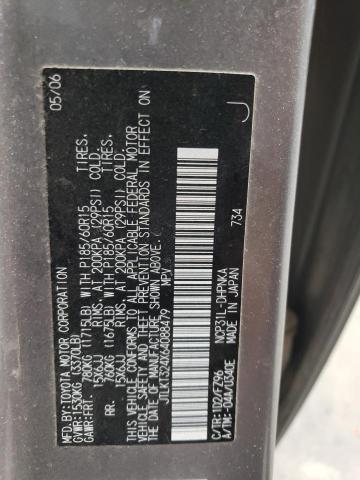 MFD.BY:TOYOTA MOTOR CORPORATION 05/06
GVWR:1530KG (3370LB)
GAWR:FRT. 780KG (1715LB) WITH P185/60R15 TIRES.
15X6JJ RIMS, AT 200KPA (29PSI) COLD.
RR. 760KG (1675LB) WITH P185/60R15 TIRES.
15X6JJ RIMS, AT 200KPA (29PSI) COLD.
THIS VEHICLE CONFORMS TO ALL APPLICABLE FEDERAL MOTOR
VEHICLE SAFETY AND THEFT PREVENTION STANDARDS IN EFFECT ON
THE DATE OF MANUFACTURE SHOWN ABOVE.
JTLKT324364088479 MPV
J
C/TR:1D2/FZ96 NCP31L-DHPNKA 734
A/TM:-04A/U340E MADE IN JAPAN